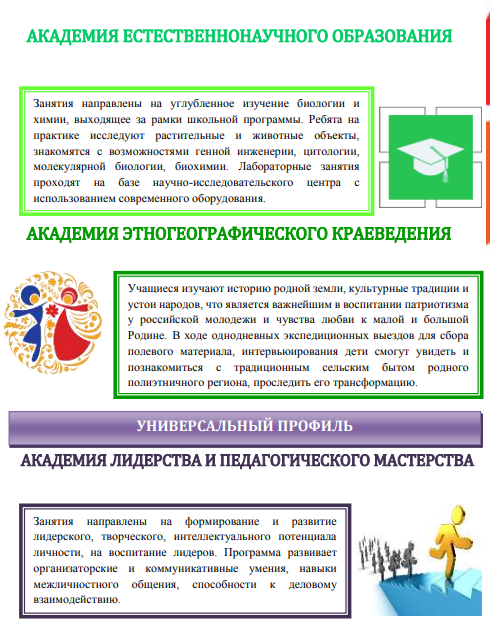 АКАДЕМИЯ ЕСТЕСТВЕННОНАУЧНОГО ОБРАЗОВАНИЯ
Занятия направлены на углубленное изучение биологии и
химии, выходящее за рамки школьной программы. Ребята на
практике исследуют растительные и животные объекты,
знакомятся с возможностями генной инженерии, цитологии,
молекулярной биологии, биохимии. Лабораторные занятия
проходят на базе научно-исследовательского центра с
использованием современного оборудования.
АКАДЕМИЯ ЭТНОГЕОГРАФИЧЕСКОГО КРАЕВЕДЕНИЯ
Учащиеся изучают историю родной земли, культурные традиции и
устои народов, что является важнейшим в воспитании патриотизма
у российской молодежи и чувства любви к малой и большой
Родине. В ходе однодневных экспедиционных выездов для сбора
полевого материала, интервьюирования дети смогут увидеть и
познакомиться с традиционным сельским бытом родного
полиэтничного региона, проследить его трансформацию.
УНИВЕРСАЛЬНЫЙ ПРОФИЛЬ
АКАДЕМИЯ ЛИДЕРСТВА И ПЕДАГОГИЧЕСКОГО МАСТЕРСТВА
Занятия направлены на формирование и развитие
лидерского, творческого, интеллектуального потенциала
личности, на воспитание лидеров. Программа развивает
организаторские и коммуникативные умения, навыки
межличностного общения, способности к деловому
взаимодействию.